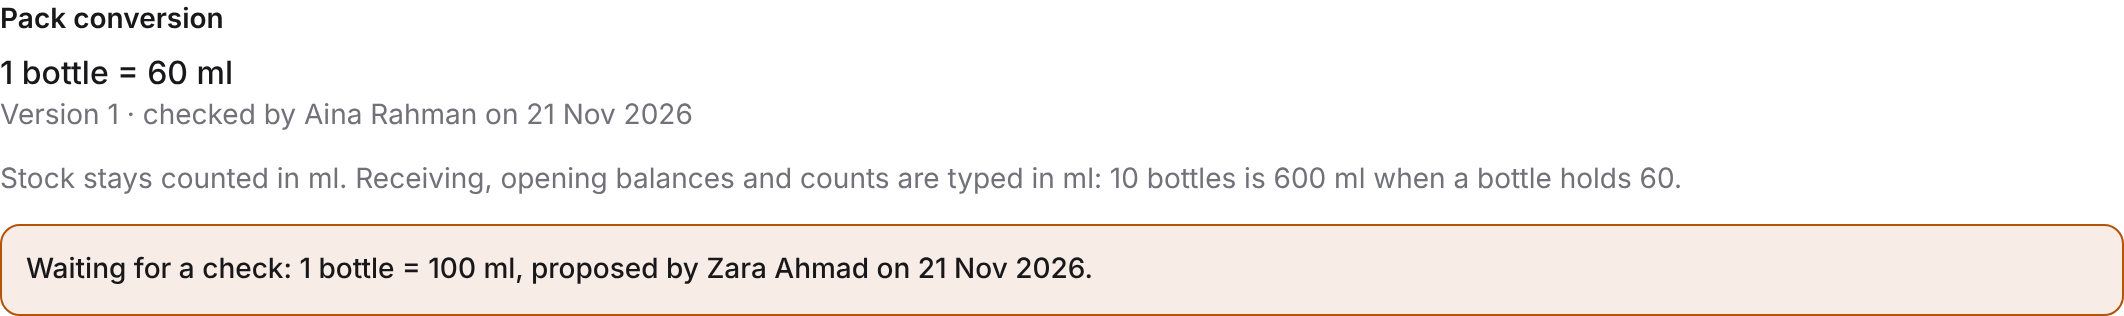 Pack conversion
1 bottle = 60 ml
Version 1 · checked by Aina Rahman on 21 Nov 2026
Stock stays counted in ml. Receiving, opening balances and counts are typed in ml: 10 bottles is 600 ml when a bottle holds 60.
Waiting for a check: 1 bottle = 100 ml, proposed by Zara Ahmad on 21 Nov 2026.